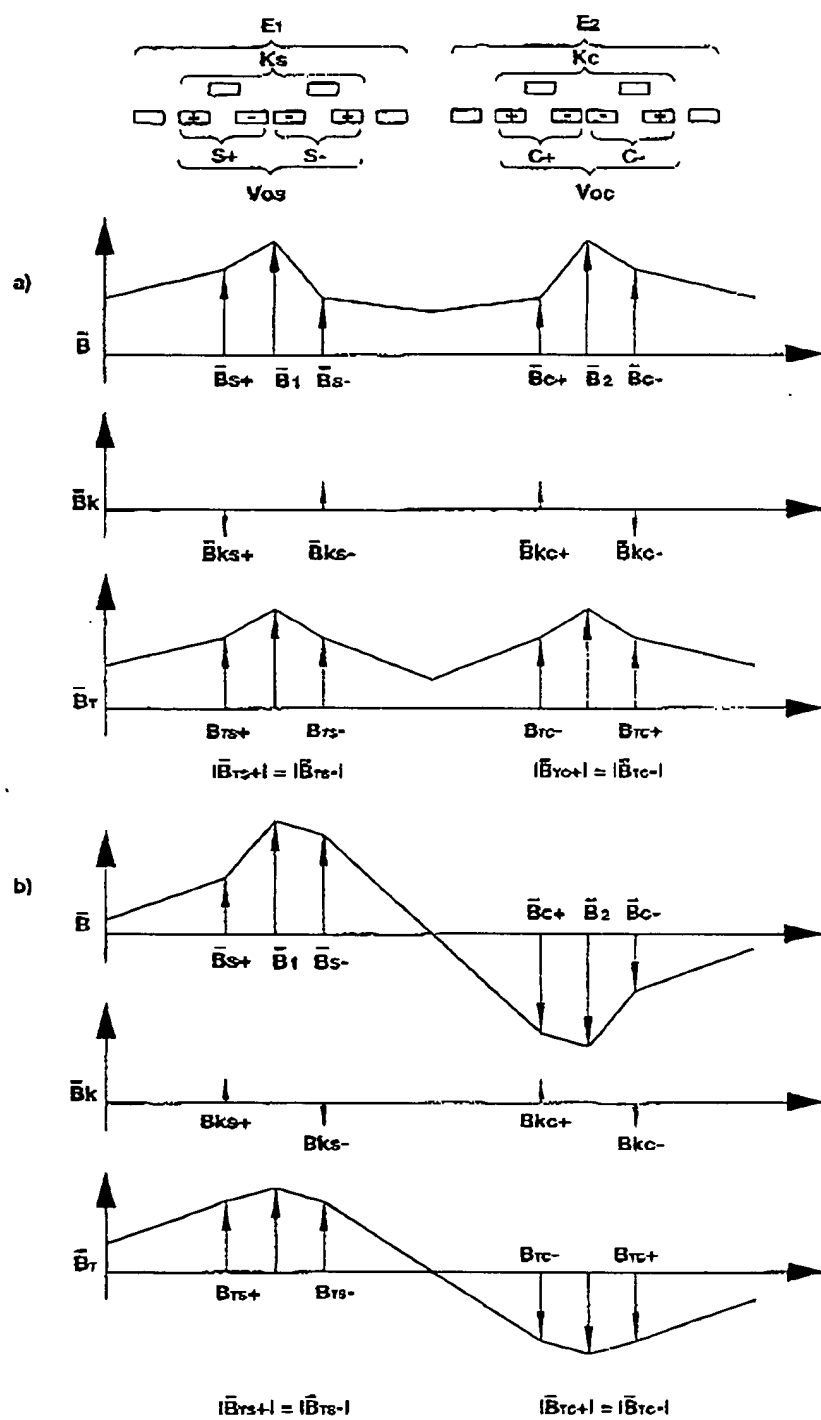 E1 E2
Ks Kc
+ - - + + - - +
S+ S- C+ C-
Vos Voc
a)
B̄
B̄s+ B̄1 B̄s- B̄c+ B̄2 B̄c-
B̄k
B̄ks+ B̄ks- B̄kc+ B̄kc-
B̄T
BTS+ BTS- BTC- BTC+
|B̄TS+| = |B̄TS-| |B̄TC+| = |B̄TC-|
b)
B̄c+ B̄2 B̄c-
B̄
B̄s+ B̄1 B̄s-
B̄k
Bks+ Bks- Bkc+ Bkc-
BTC- BTC+
B̄T
BTS+ BTS-
|B̄TS+| = |B̄TS-| |B̄TC+| = |B̄TC-|